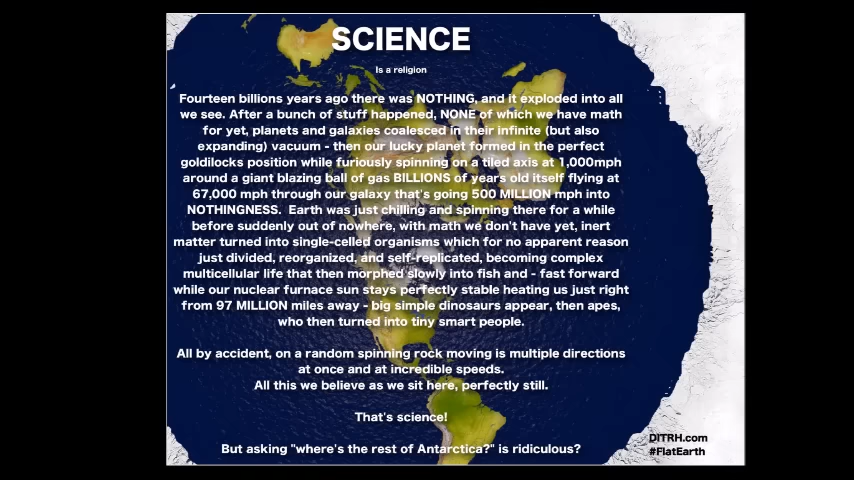 SCIENCE
Is a religion
Fourteen billions years ago there was NOTHING, and it exploded into all
we see. After a bunch of stuff happened, NONE of which we have math
for yet, planets and galaxies coalesced in their infinite (but also
expanding) vacuum - then our lucky planet formed in the perfect
goldilocks position while furiously spinning on a tiled axis at 1,000mph
around a giant blazing ball of gas BILLIONS of years old itself flying at
67,000 mph through our galaxy that's going 500 MILLION mph into
NOTHINGNESS. Earth was just chilling and spinning there for a while
before suddenly out of nowhere, with math we don't have yet, inert
matter turned into single-celled organisms which for no apparent reason
just divided, reorganized, and self-replicated, becoming complex
multicellular life that then morphed slowly into fish and - fast forward
while our nuclear furnace sun stays perfectly stable heating us just right
from 97 MILLION miles away - big simple dinosaurs appear, then apes,
who then turned into tiny smart people.
All by accident, on a random spinning rock moving is multiple directions
at once and at incredible speeds.
All this we believe as we sit here, perfectly still.
That's science!
But asking "where's the rest of Antarctica?" is ridiculous?
DITRH.com
#FlatEarth